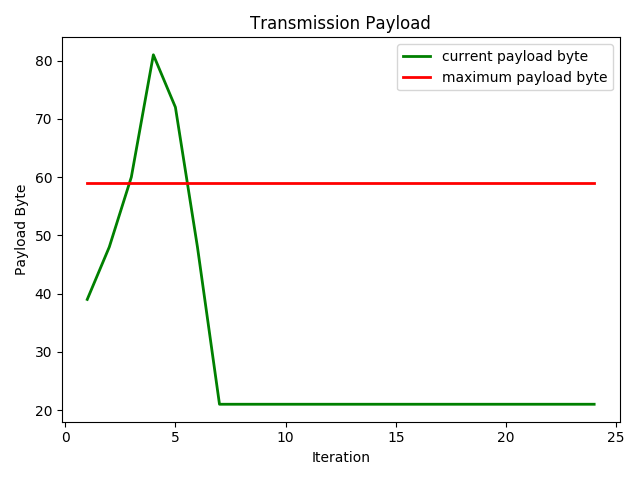 Transmission Payload
current payload byte
maximum payload byte
80
70
60
50
40
30
20
Payload Byte
0
5
10
15
20
25
Iteration